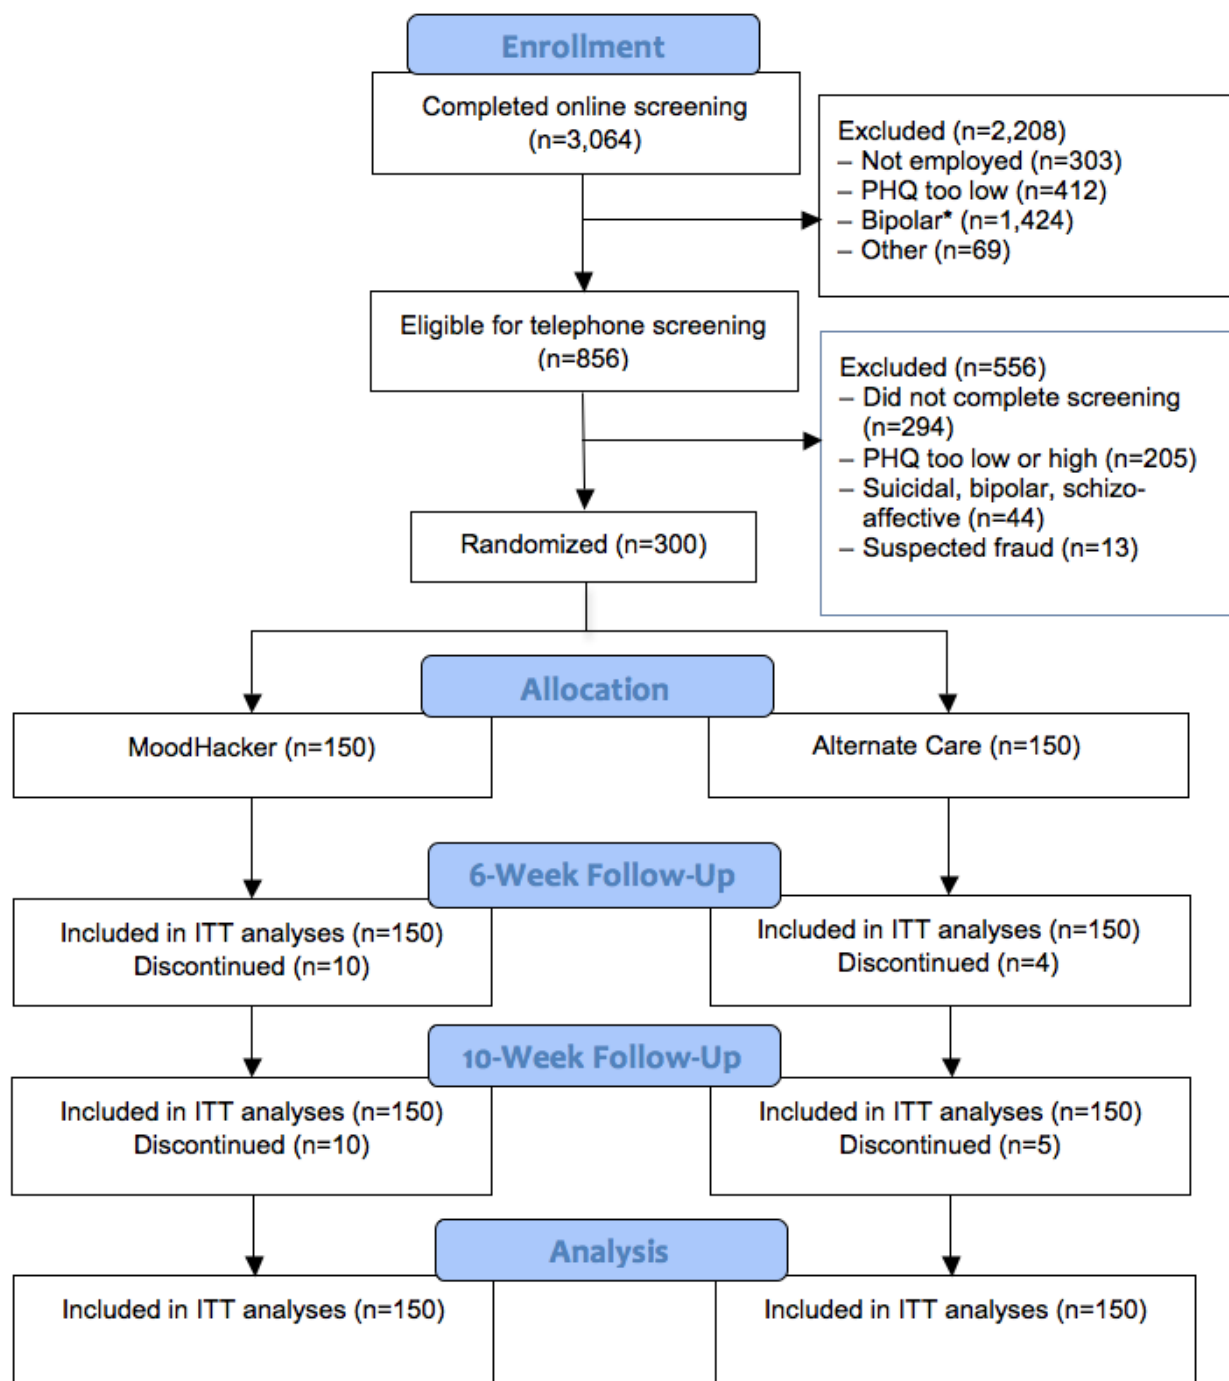 Enrollment
Completed online screening
(n=3,064)
Excluded (n=2,208)
– Not employed (n=303)
– PHQ too low (n=412)
– Bipolar* (n=1,424)
– Other (n=69)
Eligible for telephone screening
(n=856)
Excluded (n=556)
– Did not complete screening
(n=294)
– PHQ too low or high (n=205)
– Suicidal, bipolar, schizo-
affective (n=44)
– Suspected fraud (n=13)
Randomized (n=300)
Allocation
MoodHacker (n=150)
Alternate Care (n=150)
6-Week Follow-Up
Included in ITT analyses (n=150)
Discontinued (n=10)
Included in ITT analyses (n=150)
Discontinued (n=4)
10-Week Follow-Up
Included in ITT analyses (n=150)
Discontinued (n=10)
Included in ITT analyses (n=150)
Discontinued (n=5)
Analysis
Included in ITT analyses (n=150)
Included in ITT analyses (n=150)